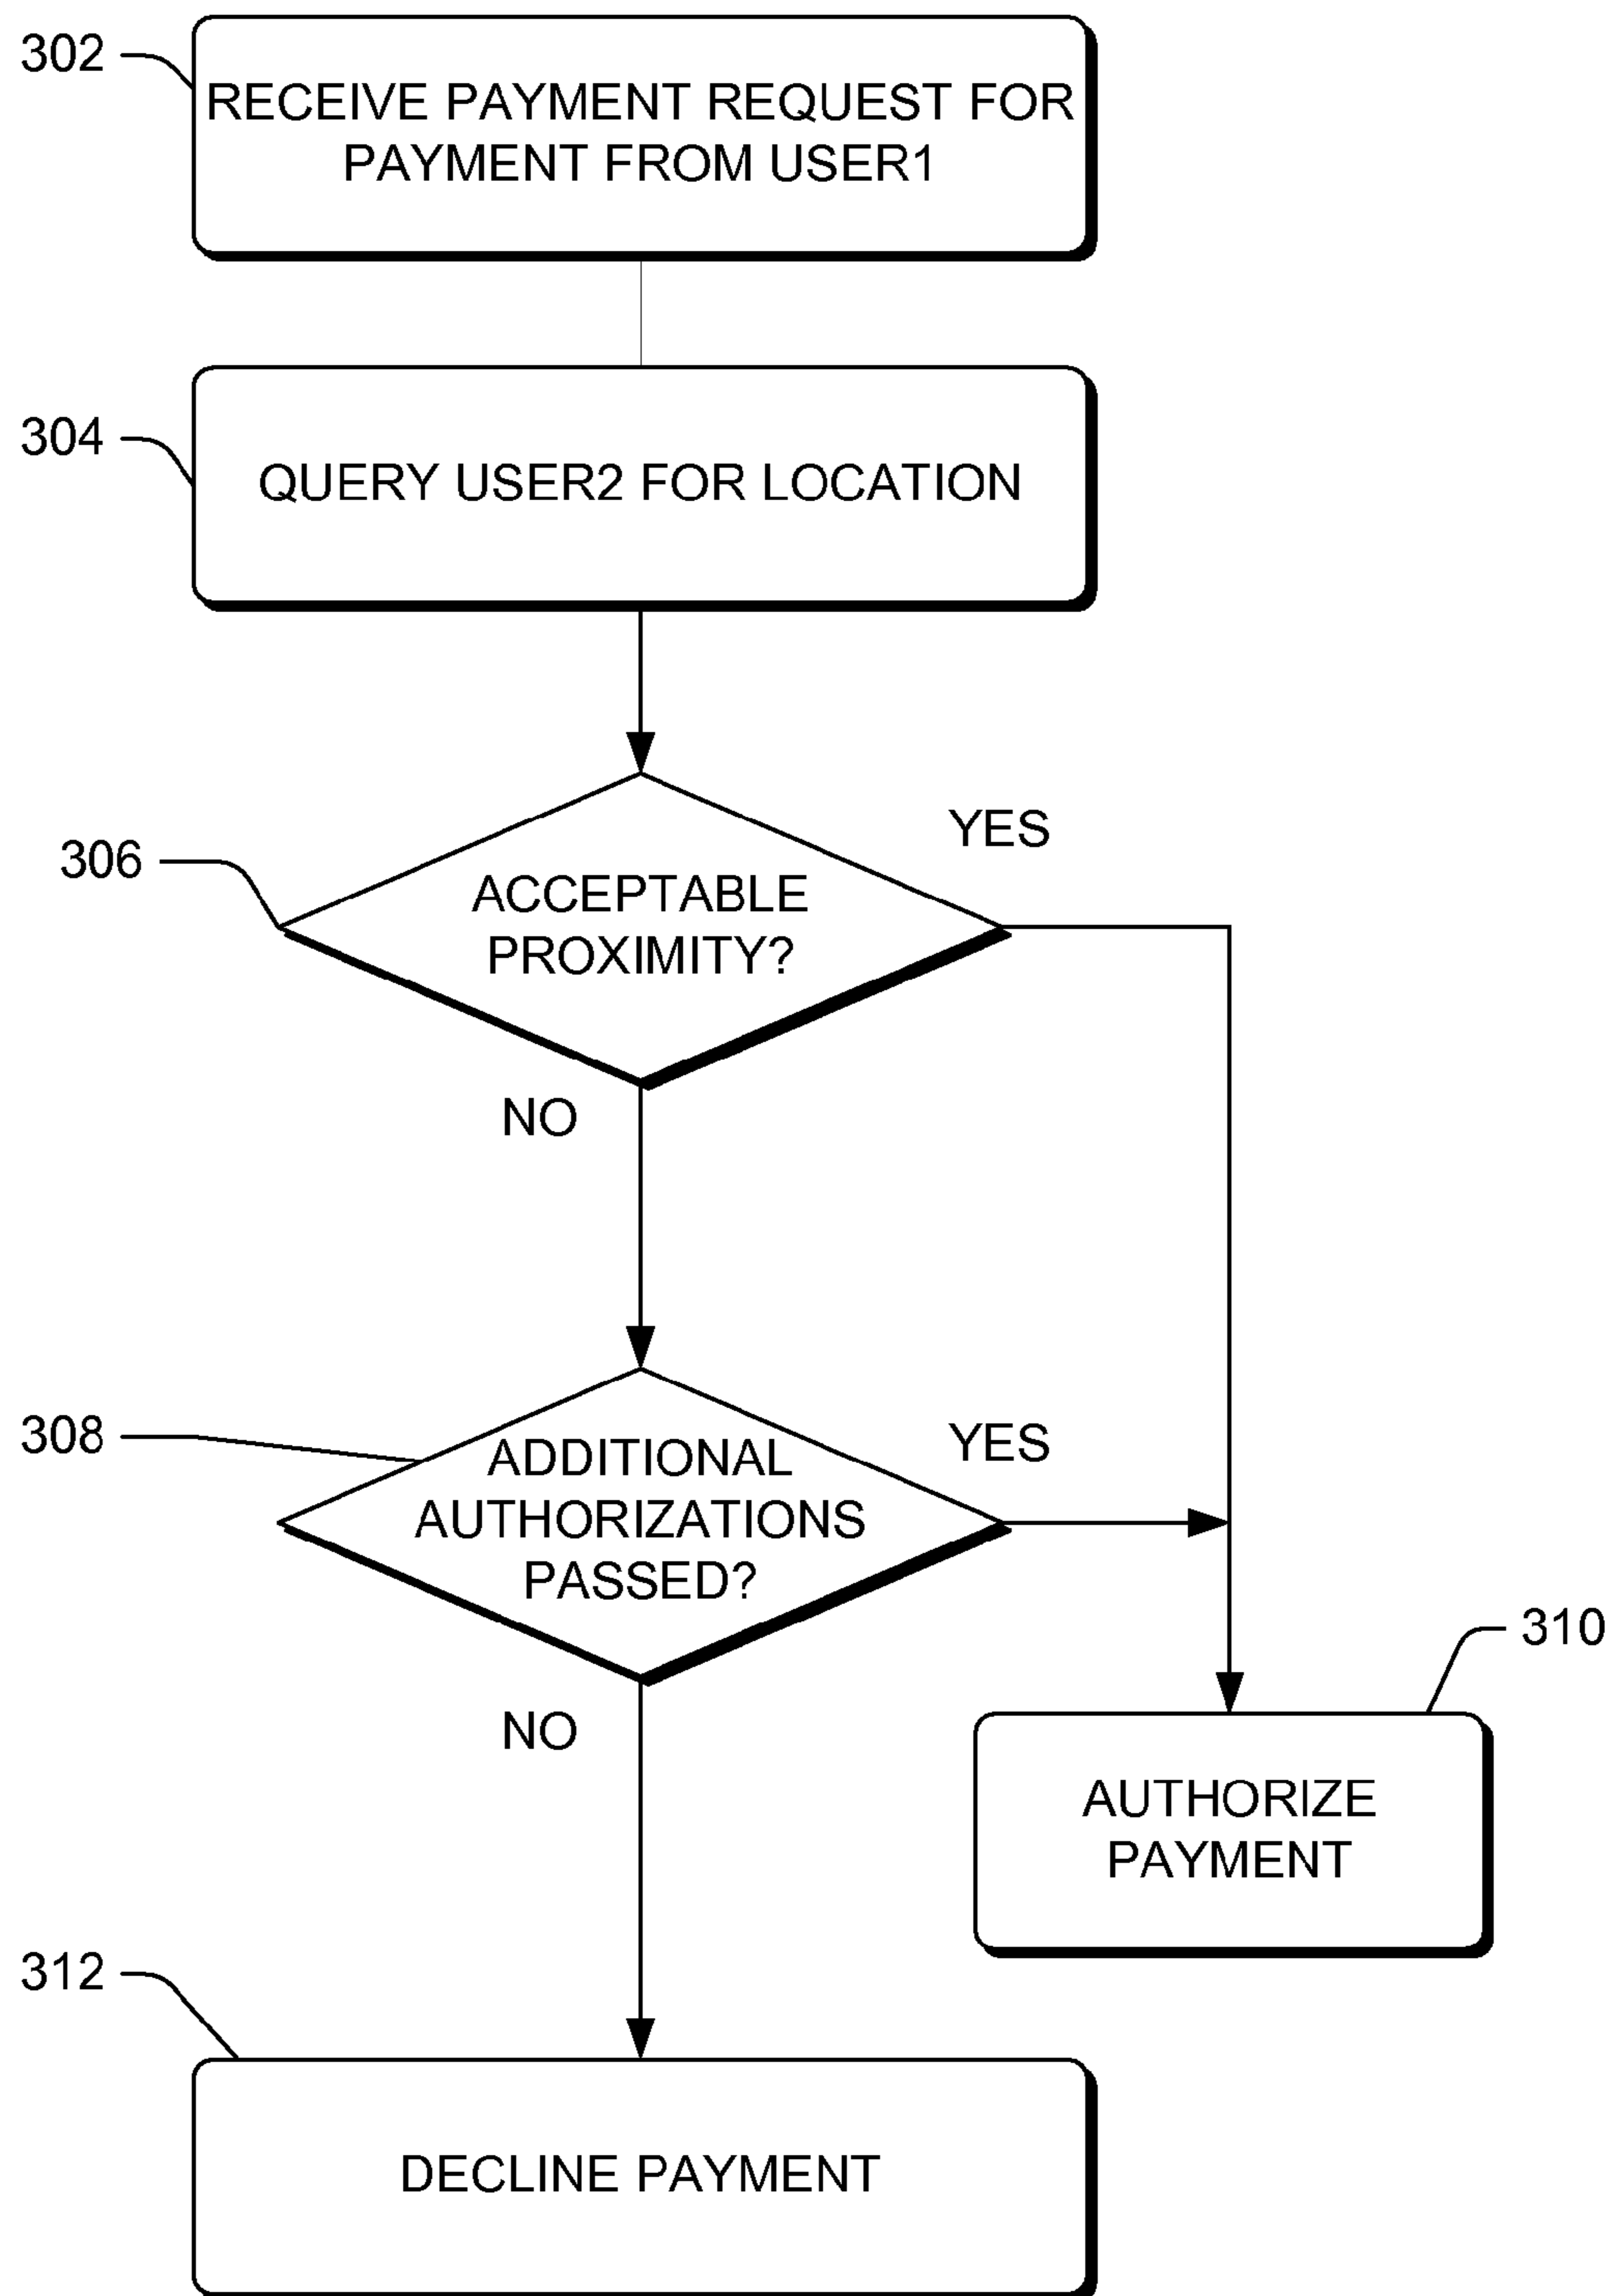 302
RECEIVE PAYMENT REQUEST FOR
PAYMENT FROM USER1
304
QUERY USER2 FOR LOCATION
306
ACCEPTABLE
PROXIMITY?
YES
NO
308
ADDITIONAL
AUTHORIZATIONS
PASSED?
YES
NO
310
AUTHORIZE
PAYMENT
312
DECLINE PAYMENT